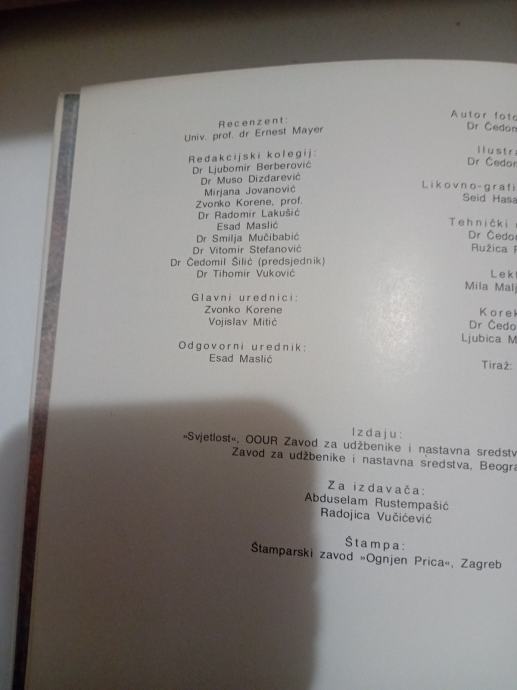 Recenzent:
Univ. prof. dr Ernest Mayer
Redakcijski kolegij:
Dr Ljubomir Berberović
Dr Muso Dizdarević
Mirjana Jovanović
Zvonko Korene, prof.
Dr Radomir Lakušić
Esad Maslić
Dr Smilja Mučibabić
Dr Vitomir Stefanović
Dr Čedomil Šilić (predsjednik)
Dr Tihomir Vuković
Glavni urednici:
Zvonko Korene
Vojislav Mitić
Odgovorni urednik:
Esad Maslić
Autor foto
Dr Čedom
Ilustra
Dr Čedom
Likovno-grafi
Seid Hasa
Tehnički
Dr Čedo
Ružica
Lekt
Mila Malj
Korek
Dr Čedo
Ljubica M
Tiraž:
Izdaju:
»Svjetlost«, OOUR Zavod za udžbenike i nastavna sredstv
Zavod za udžbenike i nastavna sredstva, Beogra
Za izdavača:
Abduselam Rustempašić
Radojica Vučićević
Štampa:
Štamparski zavod »Ognjen Prica«, Zagreb